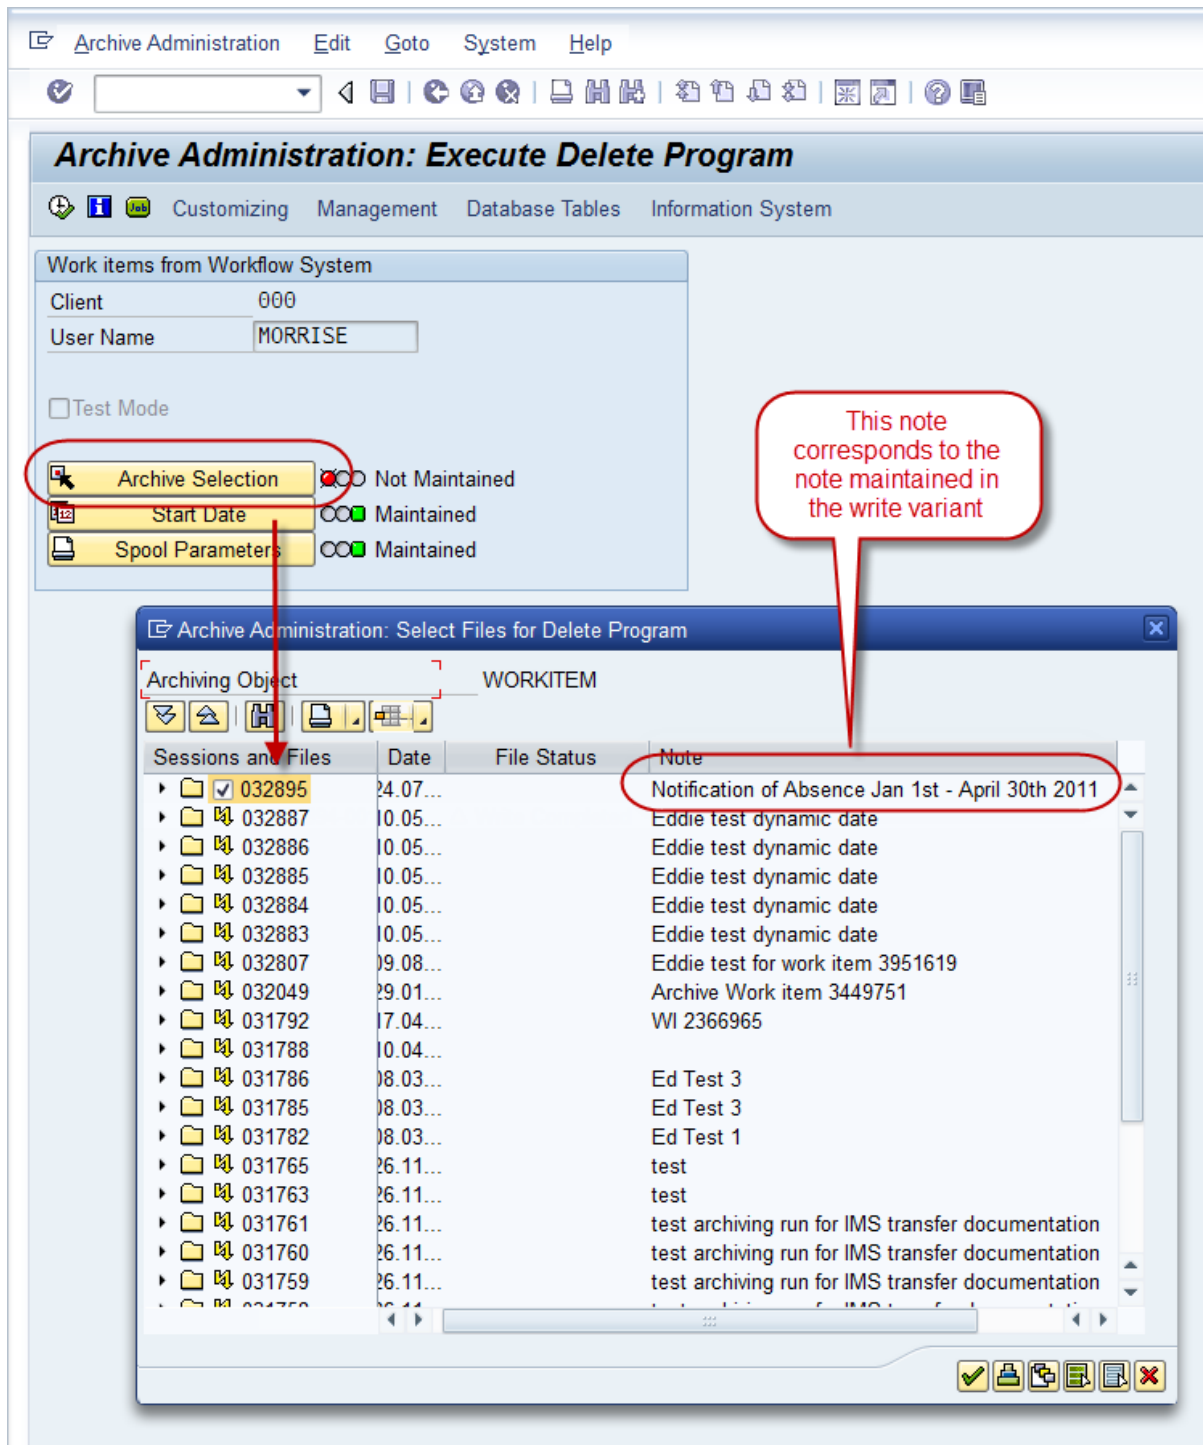 Archive Administration Edit Goto System Help
Archive Administration: Execute Delete Program
Job Customizing Management Database Tables Information System
Work items from Workflow System
Client 000
User Name MORRISE
Test Mode
Archive Selection Not Maintained
12 Start Date Maintained
Spool Parameters Maintained
This note
corresponds to the
note maintained in
the write variant
Archive Administration: Select Files for Delete Program
Archiving Object WORKITEM
Sessions and Files Date File Status Note
032895 24.07... Notification of Absence Jan 1st - April 30th 2011
032887 10.05... Eddie test dynamic date
032886 10.05... Eddie test dynamic date
032885 10.05... Eddie test dynamic date
032884 10.05... Eddie test dynamic date
032883 10.05... Eddie test dynamic date
032807 09.08... Eddie test for work item 3951619
032049 29.01... Archive Work item 3449751
031792 17.04... WI 2366965
031788 10.04...
031786 08.03... Ed Test 3
031785 08.03... Ed Test 3
031782 08.03... Ed Test 1
031765 26.11... test
031763 26.11... test
031761 26.11... test archiving run for IMS transfer documentation
031760 26.11... test archiving run for IMS transfer documentation
031759 26.11... test archiving run for IMS transfer documentation